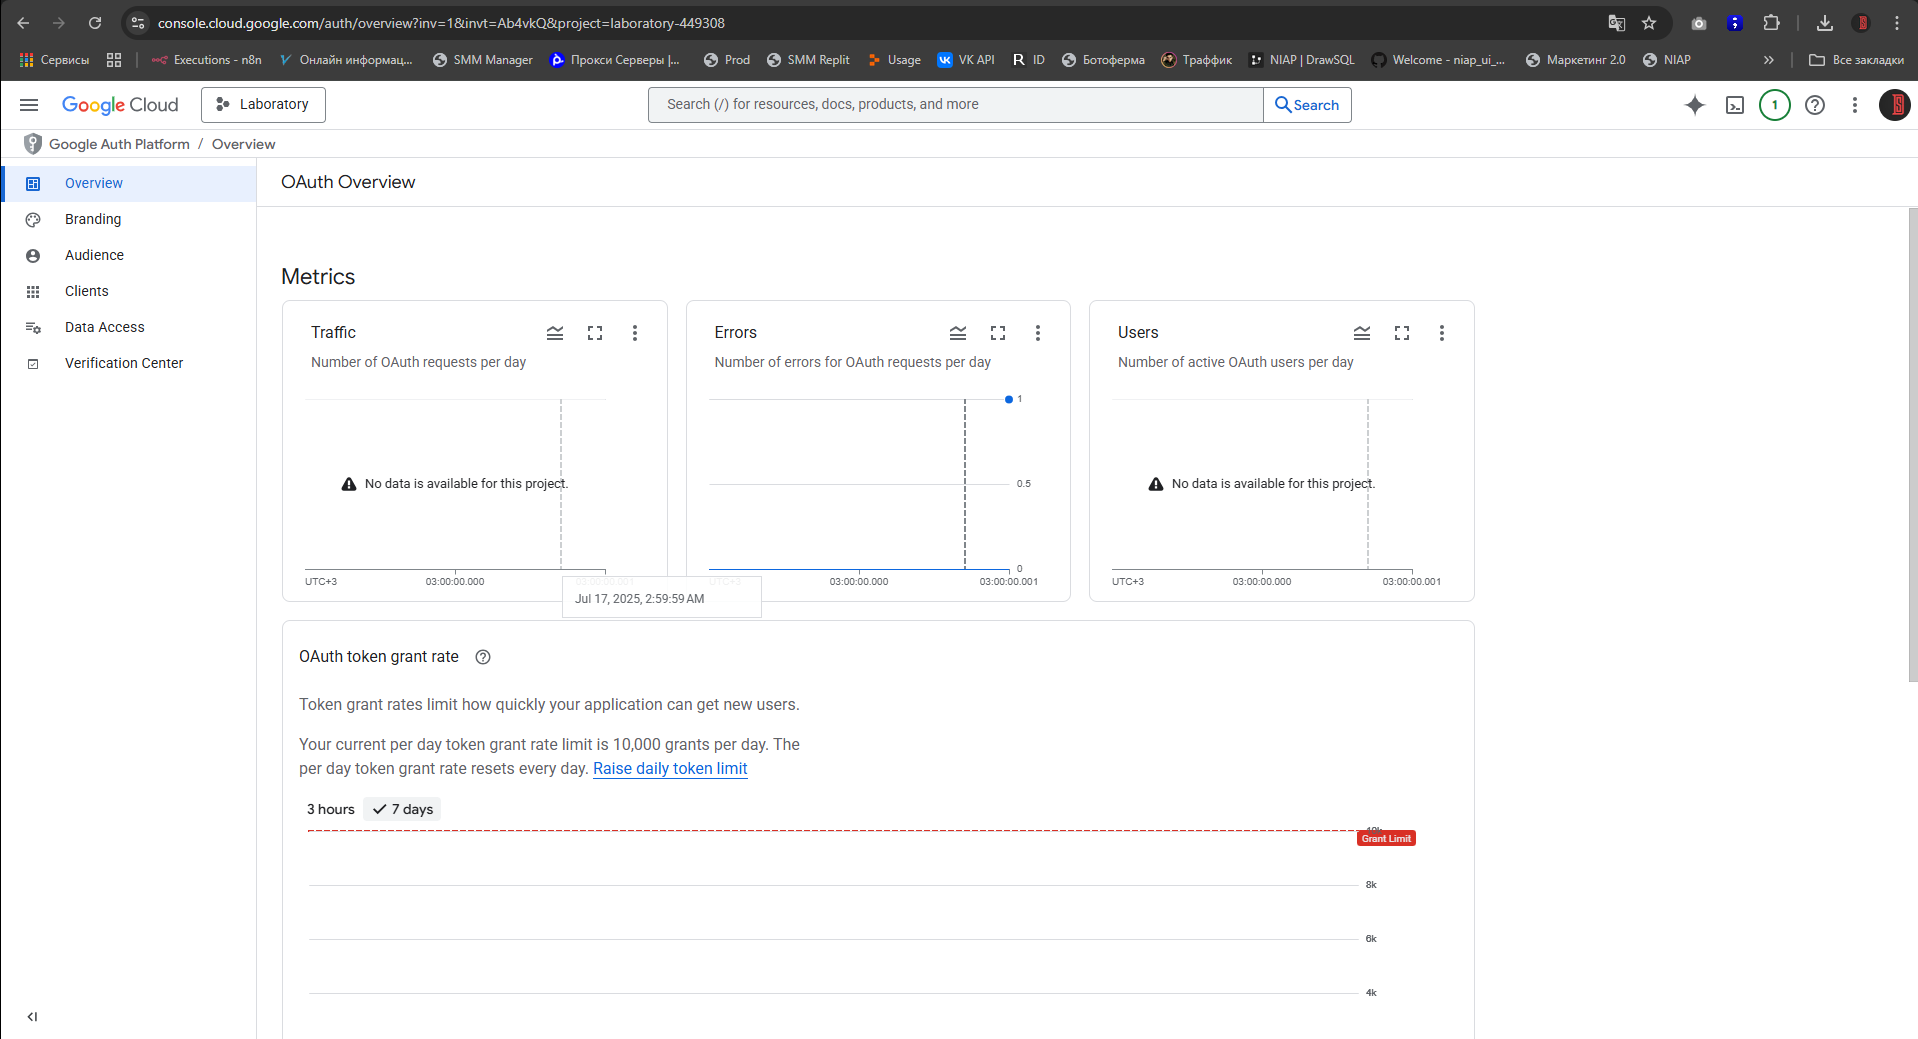 console.cloud.google.com/auth/overview?inv=1&invt=Ab4vkQ&project=laboratory-449308
Сервисы
Executions - n8n
Онлайн информац...
SMM Manager
Прокси Серверы |...
Prod
SMM Replit
Usage
VK API
R ID
Ботоферма
Траффик
NIAP | DrawSQL
Welcome - niap_ui_...
Маркетинг 2.0
NIAP
Все закладки
Google Cloud
Laboratory
Search (/) for resources, docs, products, and more
Search
1
Google Auth Platform / Overview
Overview
Branding
Audience
Clients
Data Access
Verification Center
OAuth Overview
Metrics
Traffic
Number of OAuth requests per day
No data is available for this project.
UTC+3 03:00:00.000 03:00:00.001
Errors
Number of errors for OAuth requests per day
1
0.5
0
UTC+3 03:00:00.000 03:00:00.001
Users
Number of active OAuth users per day
No data is available for this project.
UTC+3 03:00:00.000 03:00:00.001
Jul 17, 2025, 2:59:59 AM
OAuth token grant rate
Token grant rates limit how quickly your application can get new users.
Your current per day token grant rate limit is 10,000 grants per day. The
per day token grant rate resets every day. Raise daily token limit
3 hours 7 days
10k
Grant Limit
8k
6k
4k